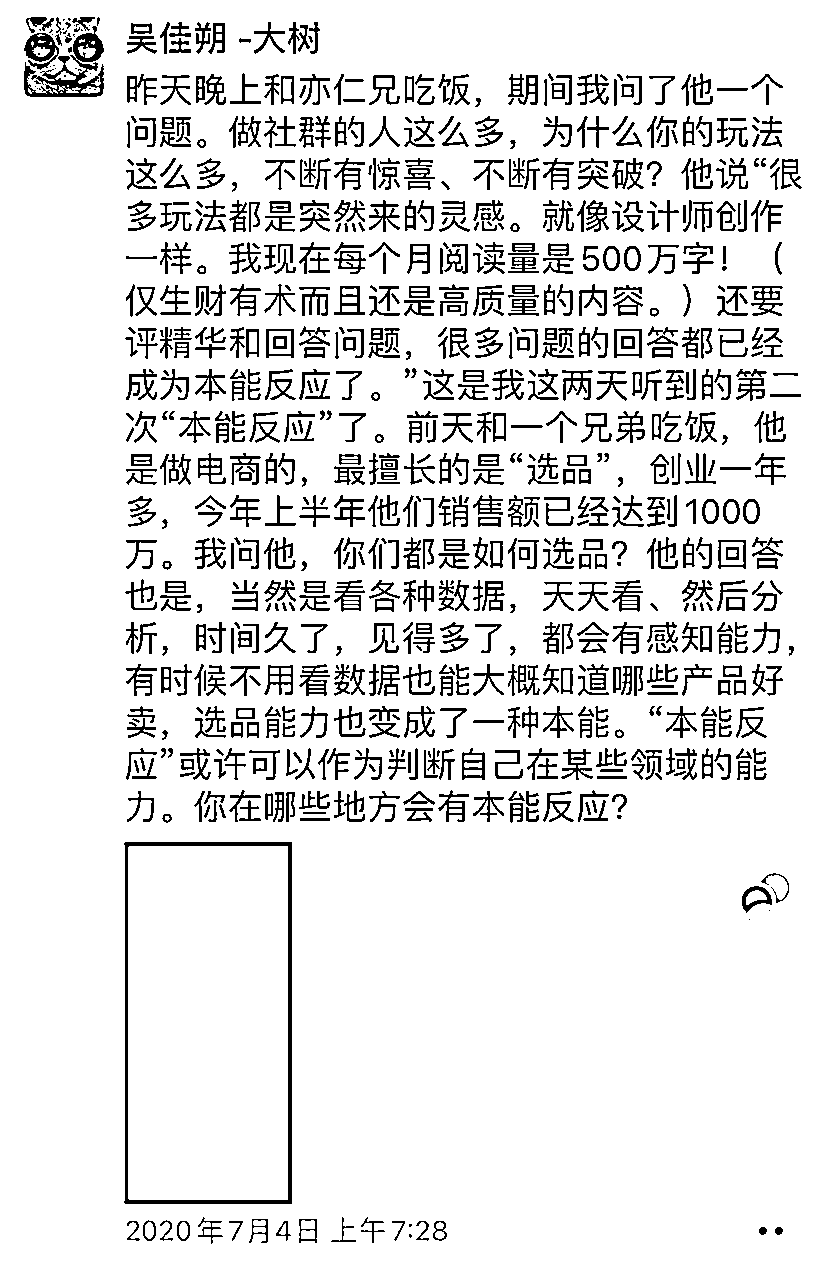 吴佳朔 -大树
昨天晚上和亦仁兄吃饭，期间我问了他一个
问题。做社群的人这么多，为什么你的玩法
这么多，不断有惊喜、不断有突破？他说“很
多玩法都是突然来的灵感。就像设计师创作
一样。我现在每个月阅读量是500万字！（
仅生财有术而且还是高质量的内容。）还要
评精华和回答问题，很多问题的回答都已经
成为本能反应了。”这是我这两天听到的第二
次“本能反应”了。前天和一个兄弟吃饭，他
是做电商的，最擅长的是“选品”，创业一年
多，今年上半年他们销售额已经达到1000
万。我问他，你们都是如何选品？他的回答
也是，当然是看各种数据，天天看、然后分
析，时间久了，见得多了，都会有感知能力，
有时候不用看数据也能大概知道哪些产品好
卖，选品能力也变成了一种本能。“本能反
应”或许可以作为判断自己在某些领域的能
力。你在哪些地方会有本能反应？
2020年7月4日 上午7:28